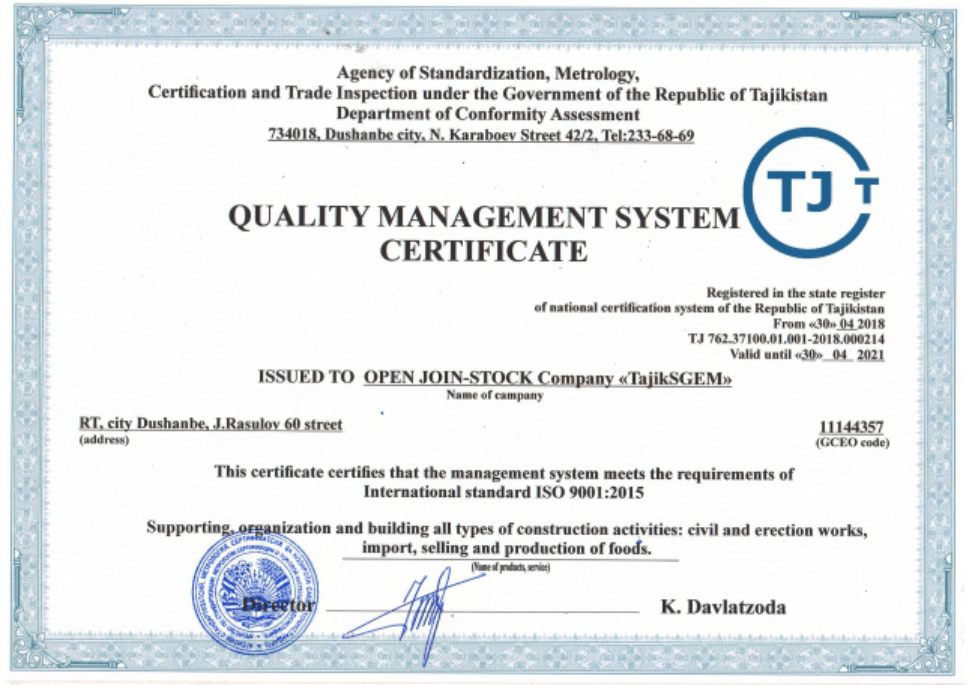 Agency of Standardization, Metrology,
Certification and Trade Inspection under the Government of the Republic of Tajikistan
Department of Conformity Assessment
734018, Dushanbe city, N. Karaboev Street 42/2, Tel:233-68-69
TJ T
QUALITY MANAGEMENT SYSTEM
CERTIFICATE
Registered in the state register
of national certification system of the Republic of Tajikistan
From «30» 04 2018
TJ 762.37100.01.001-2018.000214
Valid until «30» 04 2021
ISSUED TO OPEN JOIN-STOCK Company «TajikSGEM»
Name of campany
RT, city Dushanbe, J.Rasulov 60 street
11144357
(address)
(GCEO code)
This certificate certifies that the management system meets the requirements of
International standard ISO 9001:2015
Supporting, organization and building all types of construction activities: civil and erection works,
import, selling and production of foods.
(Name of products, service)
Director
K. Davlatzoda